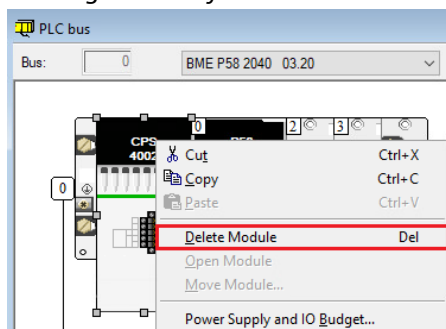 PLC bus
Bus: 0 BME P58 2040 03.20
0 2 3
CPS
4002
0
Cut Ctrl+X
Copy Ctrl+C
Paste Ctrl+V
Delete Module Del
Open Module
Move Module...
Power Supply and IO Budget...